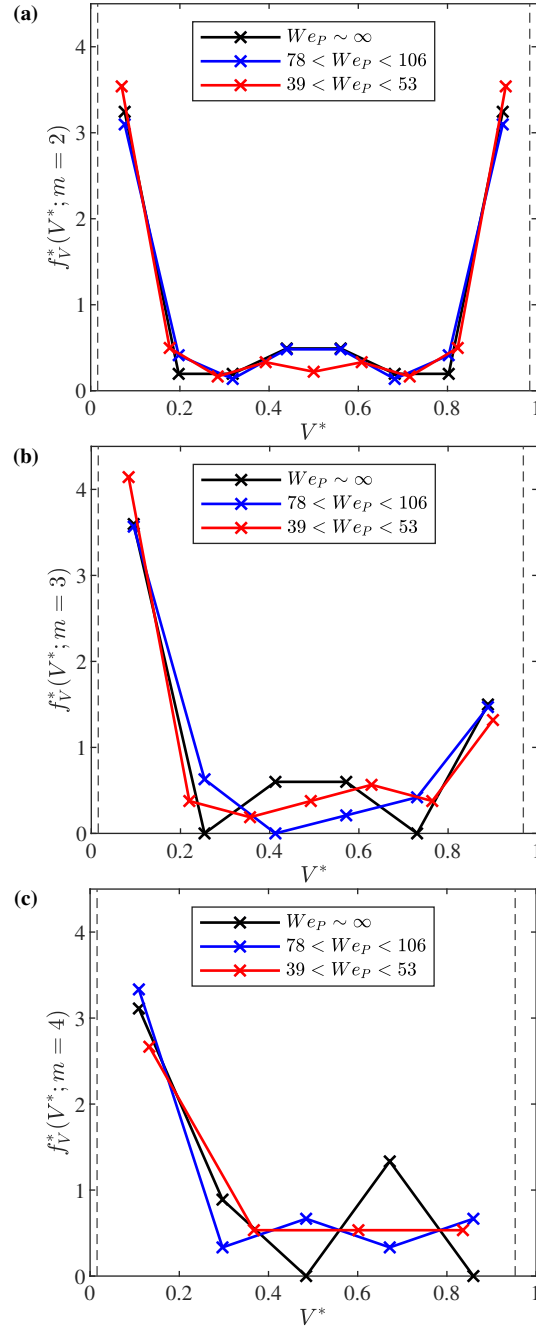 (a)
We_P ∼ ∞
78 < We_P < 106
39 < We_P < 53
f_V^*(V^*; m = 2)
4
3
2
1
0
0 0.2 0.4 0.6 0.8 1
V^*
(b)
We_P ∼ ∞
78 < We_P < 106
39 < We_P < 53
f_V^*(V^*; m = 3)
4
3
2
1
0
0 0.2 0.4 0.6 0.8 1
V^*
(c)
We_P ∼ ∞
78 < We_P < 106
39 < We_P < 53
f_V^*(V^*; m = 4)
4
3
2
1
0
0 0.2 0.4 0.6 0.8 1
V^*